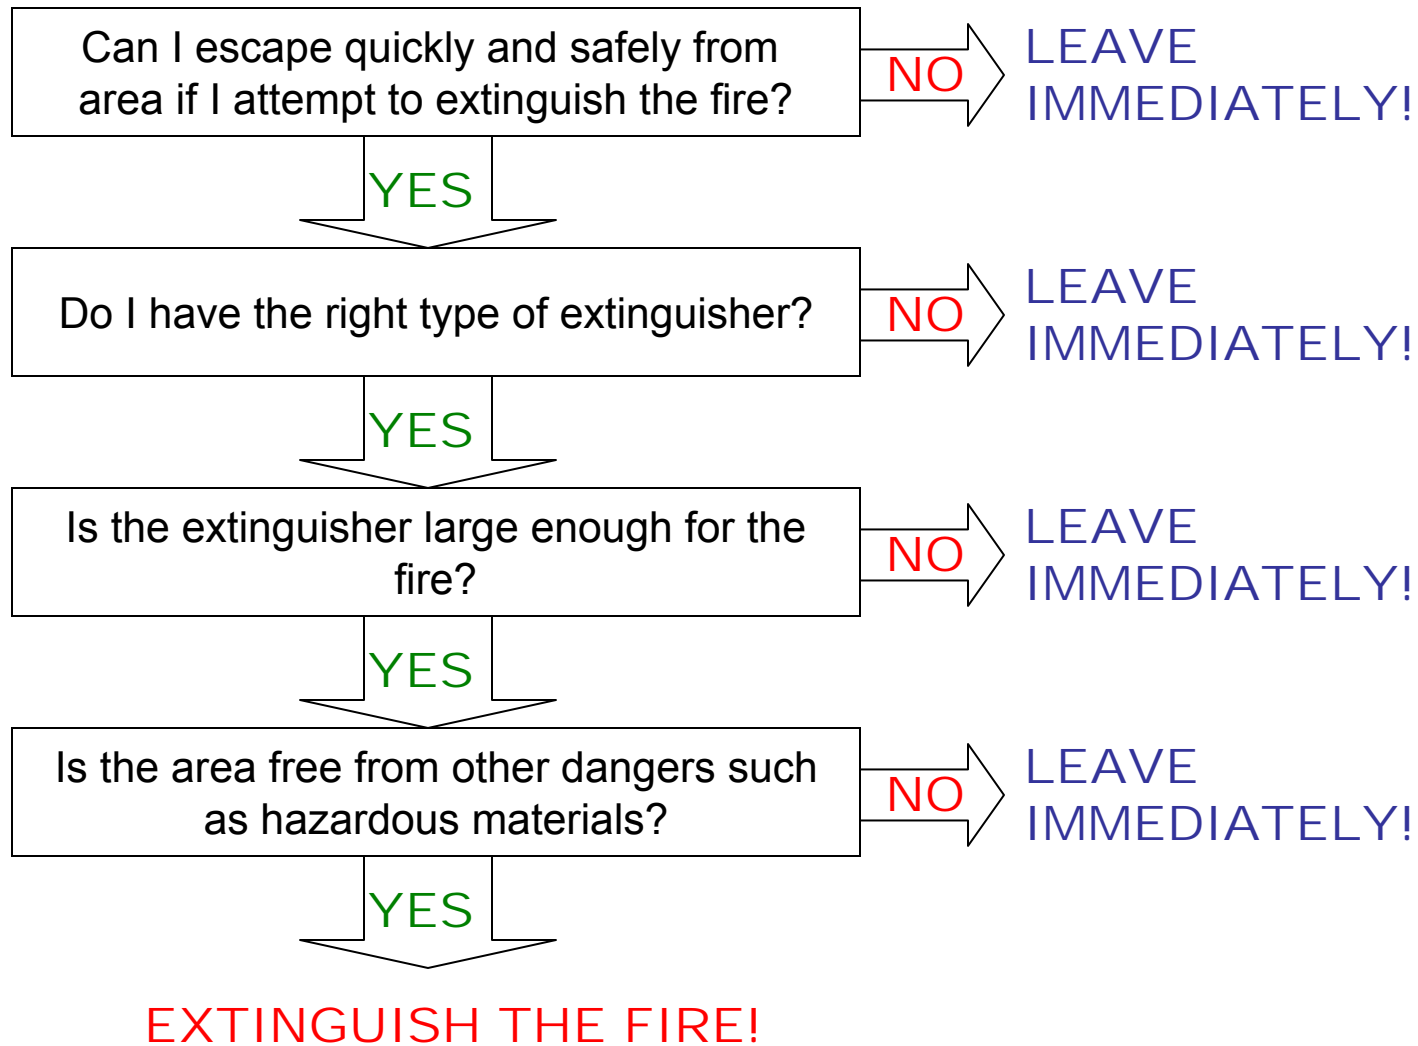 Can I escape quickly and safely from
area if I attempt to extinguish the fire?
NO
LEAVE
IMMEDIATELY!
YES
Do I have the right type of extinguisher?
NO
LEAVE
IMMEDIATELY!
YES
Is the extinguisher large enough for the
fire?
NO
LEAVE
IMMEDIATELY!
YES
Is the area free from other dangers such
as hazardous materials?
NO
LEAVE
IMMEDIATELY!
YES
EXTINGUISH THE FIRE!